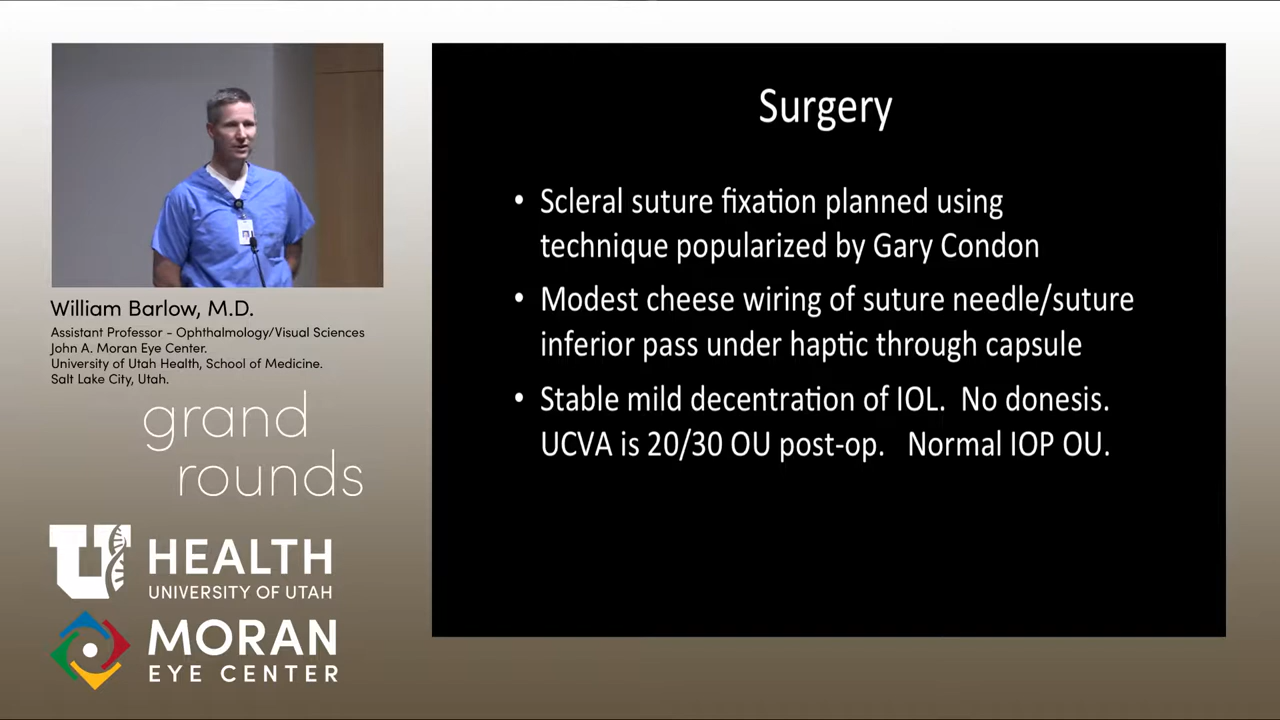 Surgery
• Scleral suture fixation planned using
technique popularized by Gary Condon
• Modest cheese wiring of suture needle/suture
inferior pass under haptic through capsule
• Stable mild decentration of IOL. No donesis.
UCVA is 20/30 OU post-op. Normal IOP OU.
William Barlow, M.D.
Assistant Professor - Ophthalmology/Visual Sciences
John A. Moran Eye Center.
University of Utah Health, School of Medicine.
Salt Lake City, Utah.
grand
rounds
U HEALTH
UNIVERSITY OF UTAH
MORAN
EYE CENTER